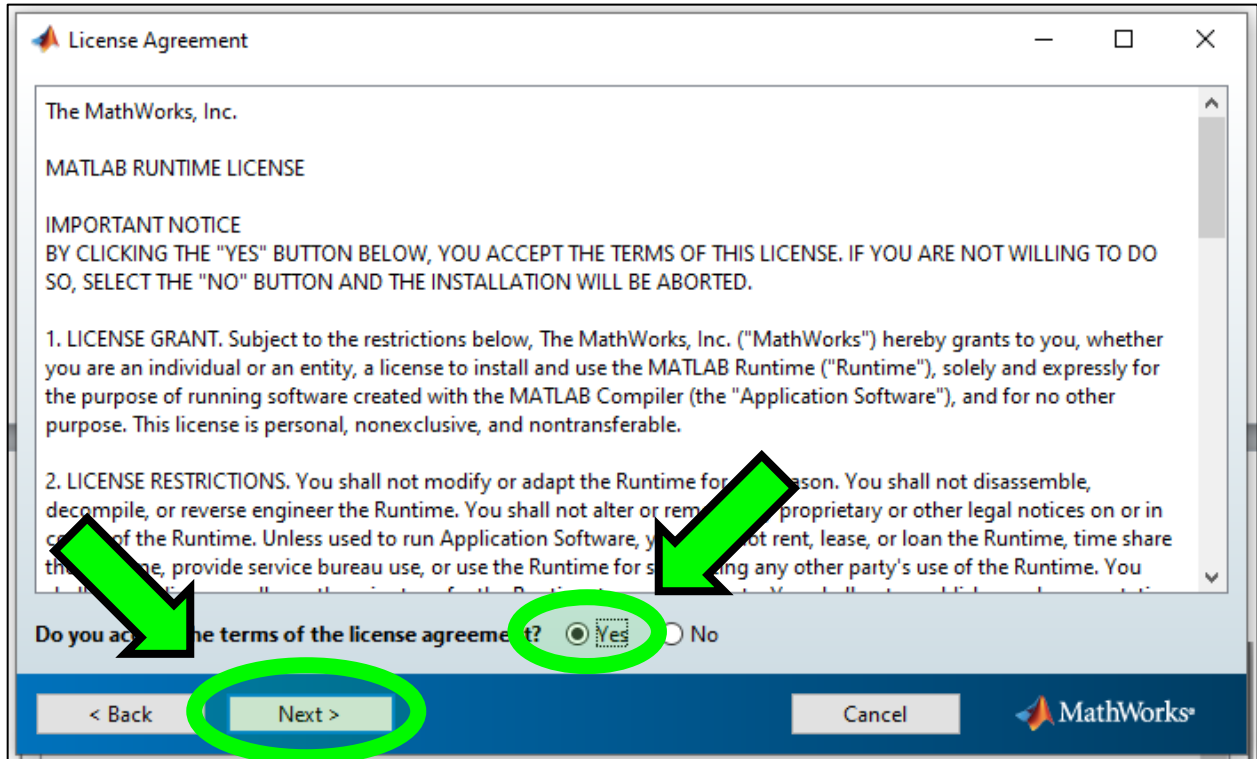 License Agreement
The MathWorks, Inc.
MATLAB RUNTIME LICENSE
IMPORTANT NOTICE
BY CLICKING THE "YES" BUTTON BELOW, YOU ACCEPT THE TERMS OF THIS LICENSE. IF YOU ARE NOT WILLING TO DO
SO, SELECT THE "NO" BUTTON AND THE INSTALLATION WILL BE ABORTED.
1. LICENSE GRANT. Subject to the restrictions below, The MathWorks, Inc. ("MathWorks") hereby grants to you, whether
you are an individual or an entity, a license to install and use the MATLAB Runtime ("Runtime"), solely and expressly for
the purpose of running software created with the MATLAB Compiler (the "Application Software"), and for no other
purpose. This license is personal, nonexclusive, and nontransferable.
2. LICENSE RESTRICTIONS. You shall not modify or adapt the Runtime for reason. You shall not disassemble,
decompile, or reverse engineer the Runtime. You shall not alter or proprietary or other legal notices on or in
of the Runtime. Unless used to run Application Software, not rent, lease, or loan the Runtime, time share
the provide service bureau use, or use the Runtime for any other party's use of the Runtime. You
Do you accept the terms of the license agreement? Yes No
< Back Next > Cancel MathWorks®